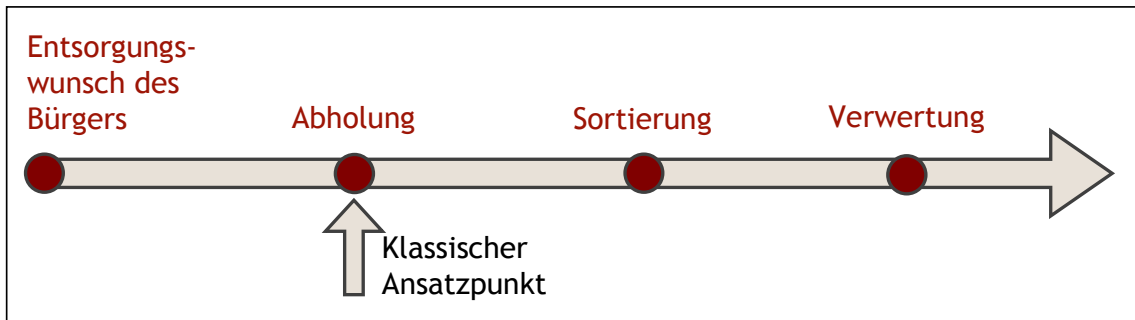 Entsorgungs-
wunsch des
Bürgers
Abholung
Sortierung
Verwertung
Klassischer
Ansatzpunkt